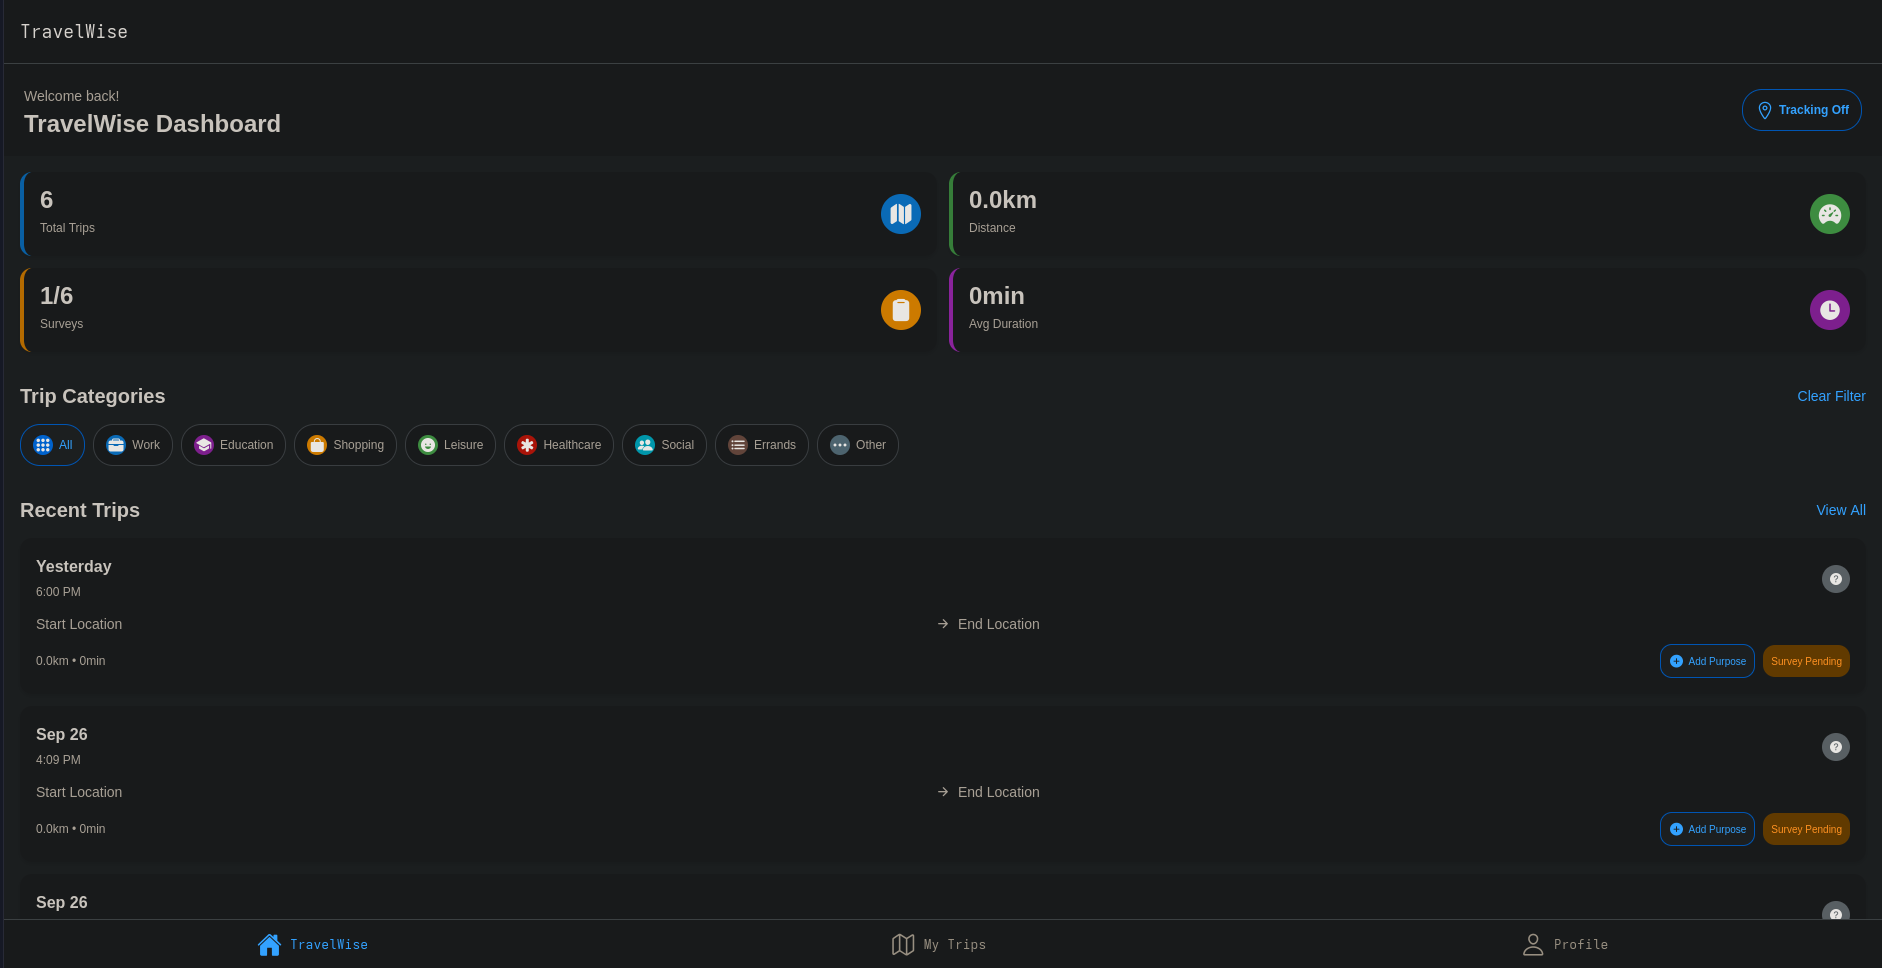 TravelWise
Welcome back!
TravelWise Dashboard
Tracking Off
6
Total Trips
0.0km
Distance
1/6
Surveys
0min
Avg Duration
Trip Categories
Clear Filter
All
Work
Education
Shopping
Leisure
Healthcare
Social
Errands
Other
Recent Trips
View All
Yesterday
6:00 PM
Start Location
→ End Location
0.0km • 0min
Add Purpose
Survey Pending
Sep 26
4:09 PM
Start Location
→ End Location
0.0km • 0min
Add Purpose
Survey Pending
Sep 26
TravelWise
My Trips
Profile